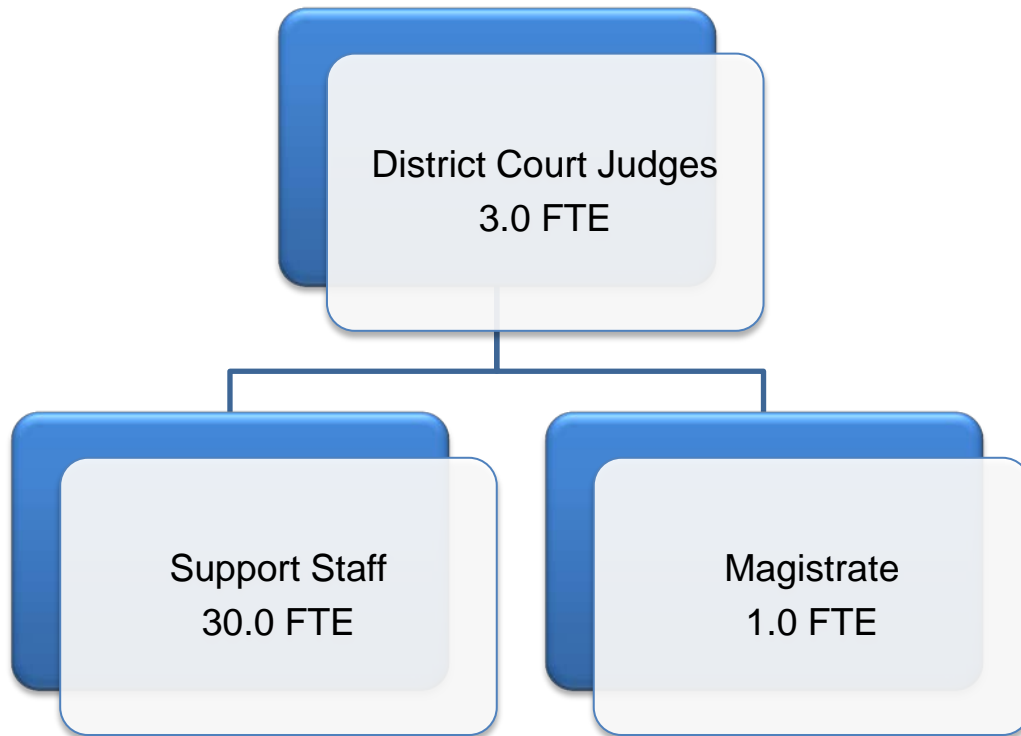 District Court Judges
3.0 FTE
Support Staff
30.0 FTE
Magistrate
1.0 FTE